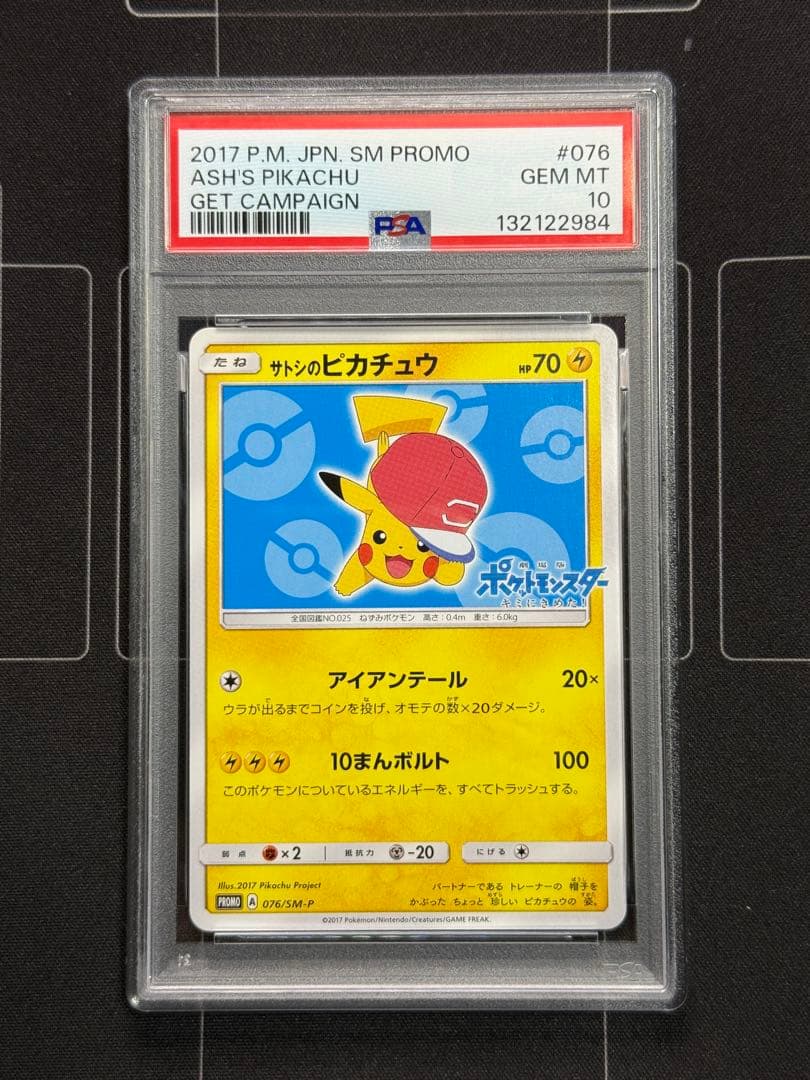 2017 P.M. JPN. SM PROMO #076
ASH'S PIKACHU GEM MT
GET CAMPAIGN 10
PSA 132122984
たね サトシのピカチュウ HP70
C
劇場版
ポケットモンスター
キミにきめた!
全国図鑑NO.025 ねずみポケモン 高さ:0.4m 重さ:6.0kg
アイアンテール 20×
ウラが出るまでコインを投げ、オモテの数×20ダメージ。
10まんボルト 100
このポケモンについているエネルギーを、すべてトラッシュする。
弱点 ×2 抵抗力 -20 にげる
Illus.2017 Pikachu Project
PROMO A 076/SM-P
パートナーである トレーナーの 帽子を
かぶった ちょっと 珍しい ピカチュウの 姿。
©2017 Pokémon/Nintendo/Creatures/GAME FREAK.